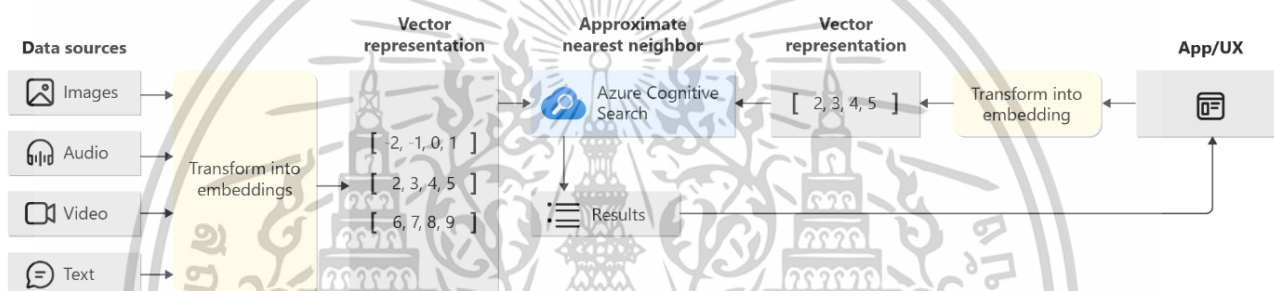 Data sources
Images
Audio
Video
Text
Transform into
embeddings
Vector
representation
[ -2, -1, 0, 1 ]
[ 2, 3, 4, 5 ]
[ 6, 7, 8, 9 ]
Approximate
nearest neighbor
Azure Cognitive
Search
Results
Vector
representation
[ 2, 3, 4, 5 ]
Transform into
embedding
App/UX